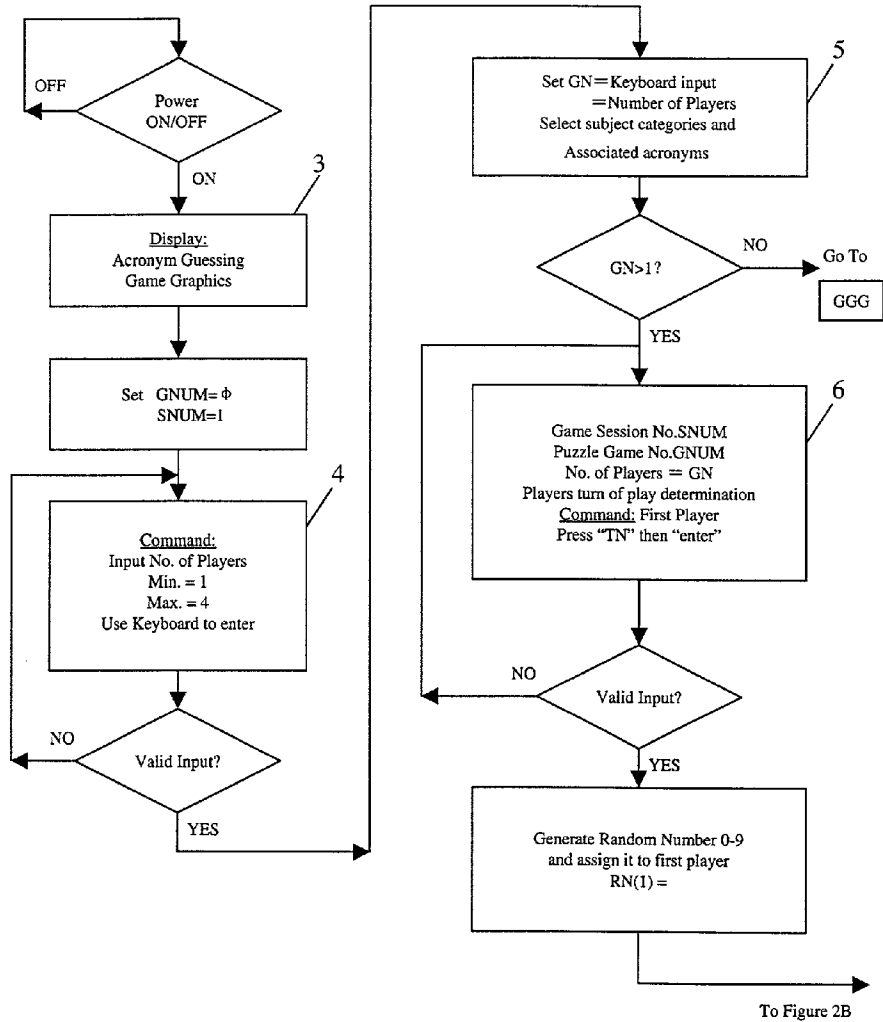 OFF
Power
ON/OFF
ON
3
Display:
Acronym Guessing
Game Graphics
Set GNUM=Φ
SNUM=1
4
Command:
Input No. of Players
Min. = 1
Max. = 4
Use Keyboard to enter
NO
Valid Input?
YES
5
Set GN=Keyboard input
=Number of Players
Select subject categories and
Associated acronyms
GN>1?
NO
Go To
GGG
YES
6
Game Session No.SNUM
Puzzle Game No.GNUM
No. of Players = GN
Players turn of play determination
Command: First Player
Press “TN” then “enter”
NO
Valid Input?
YES
Generate Random Number 0-9
and assign it to first player
RN(1) =
To Figure 2B